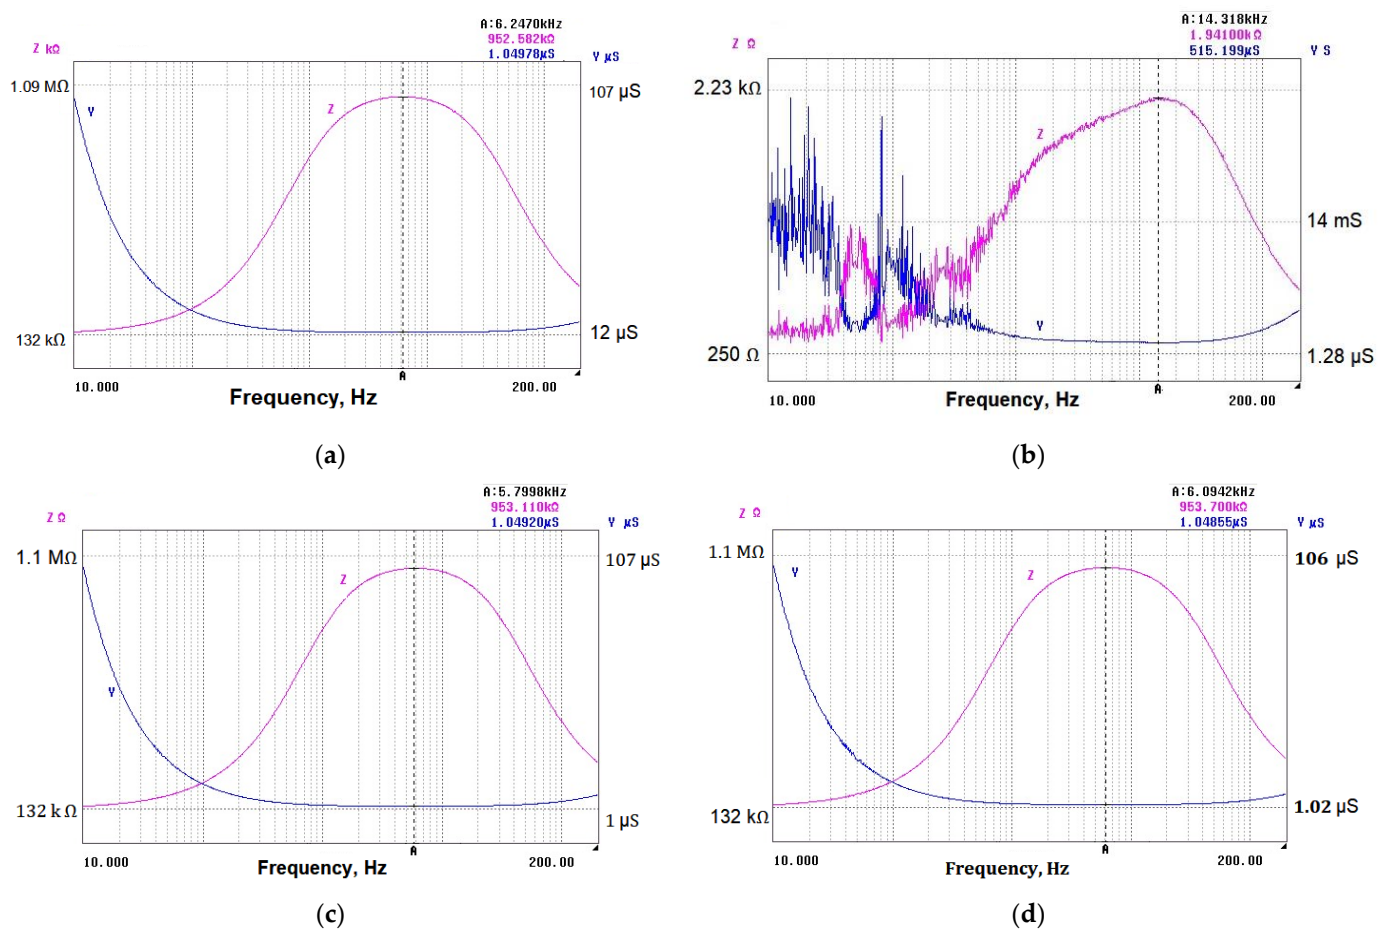 A:6.2470kHz
952.582kΩ
1.04978µS
Z kΩ
Y µS
1.09 MΩ
107 µS
Y
Z
132 kΩ
12 µS
A
10.000
200.00
Frequency, Hz
(a)
A:14.318kHz
1.94100kΩ
515.199µS
Z Ω
Y S
2.23 kΩ
Z
14 mS
Y
250 Ω
1.28 µS
A
10.000
200.00
Frequency, Hz
(b)
A:5.7998kHz
953.110kΩ
1.04920µS
Z Ω
Y µS
1.1 MΩ
107 µS
Z
Y
132 k Ω
1 µS
A
10.000
200.00
Frequency, Hz
(c)
A:6.0942kHz
953.700kΩ
1.04855µS
Z Ω
Y µS
1.1 MΩ
106 µS
Y
Z
132 kΩ
1.02 µS
A
10.000
200.00
Frequency, Hz
(d)